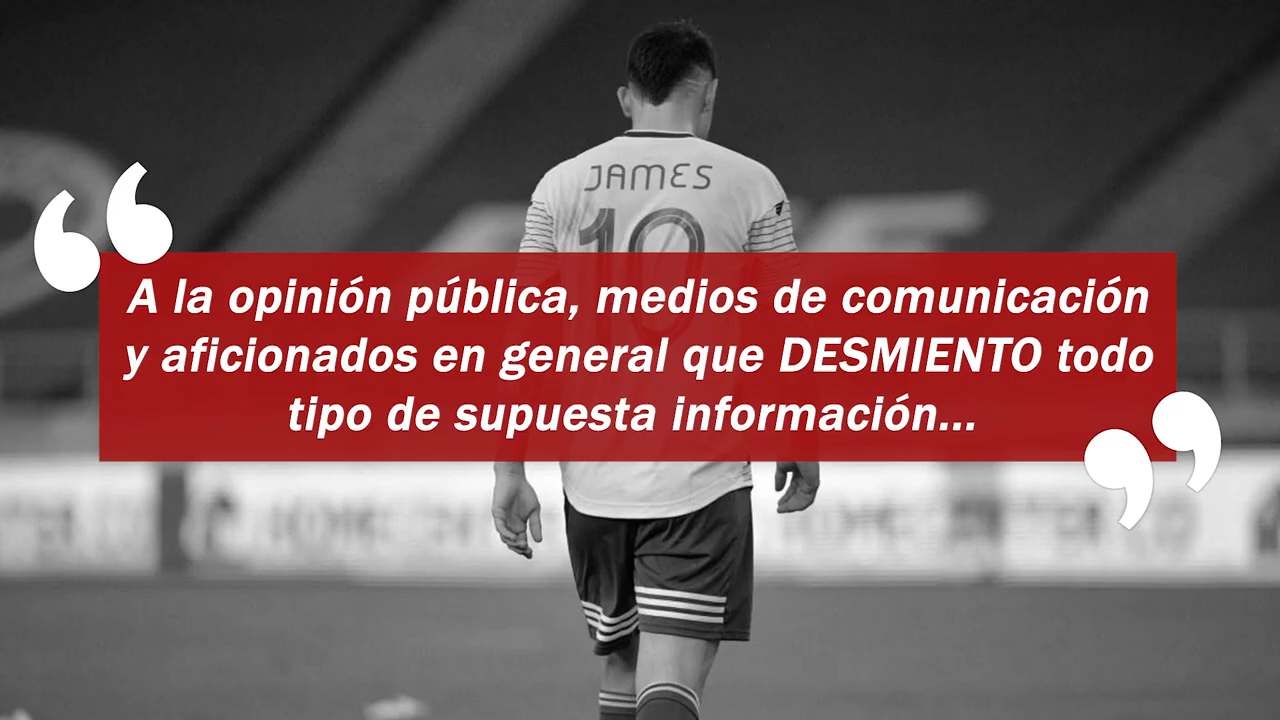 JAMES
10
A la opinión pública, medios de comunicación
y aficionados en general que DESMIENTO todo
tipo de supuesta información...